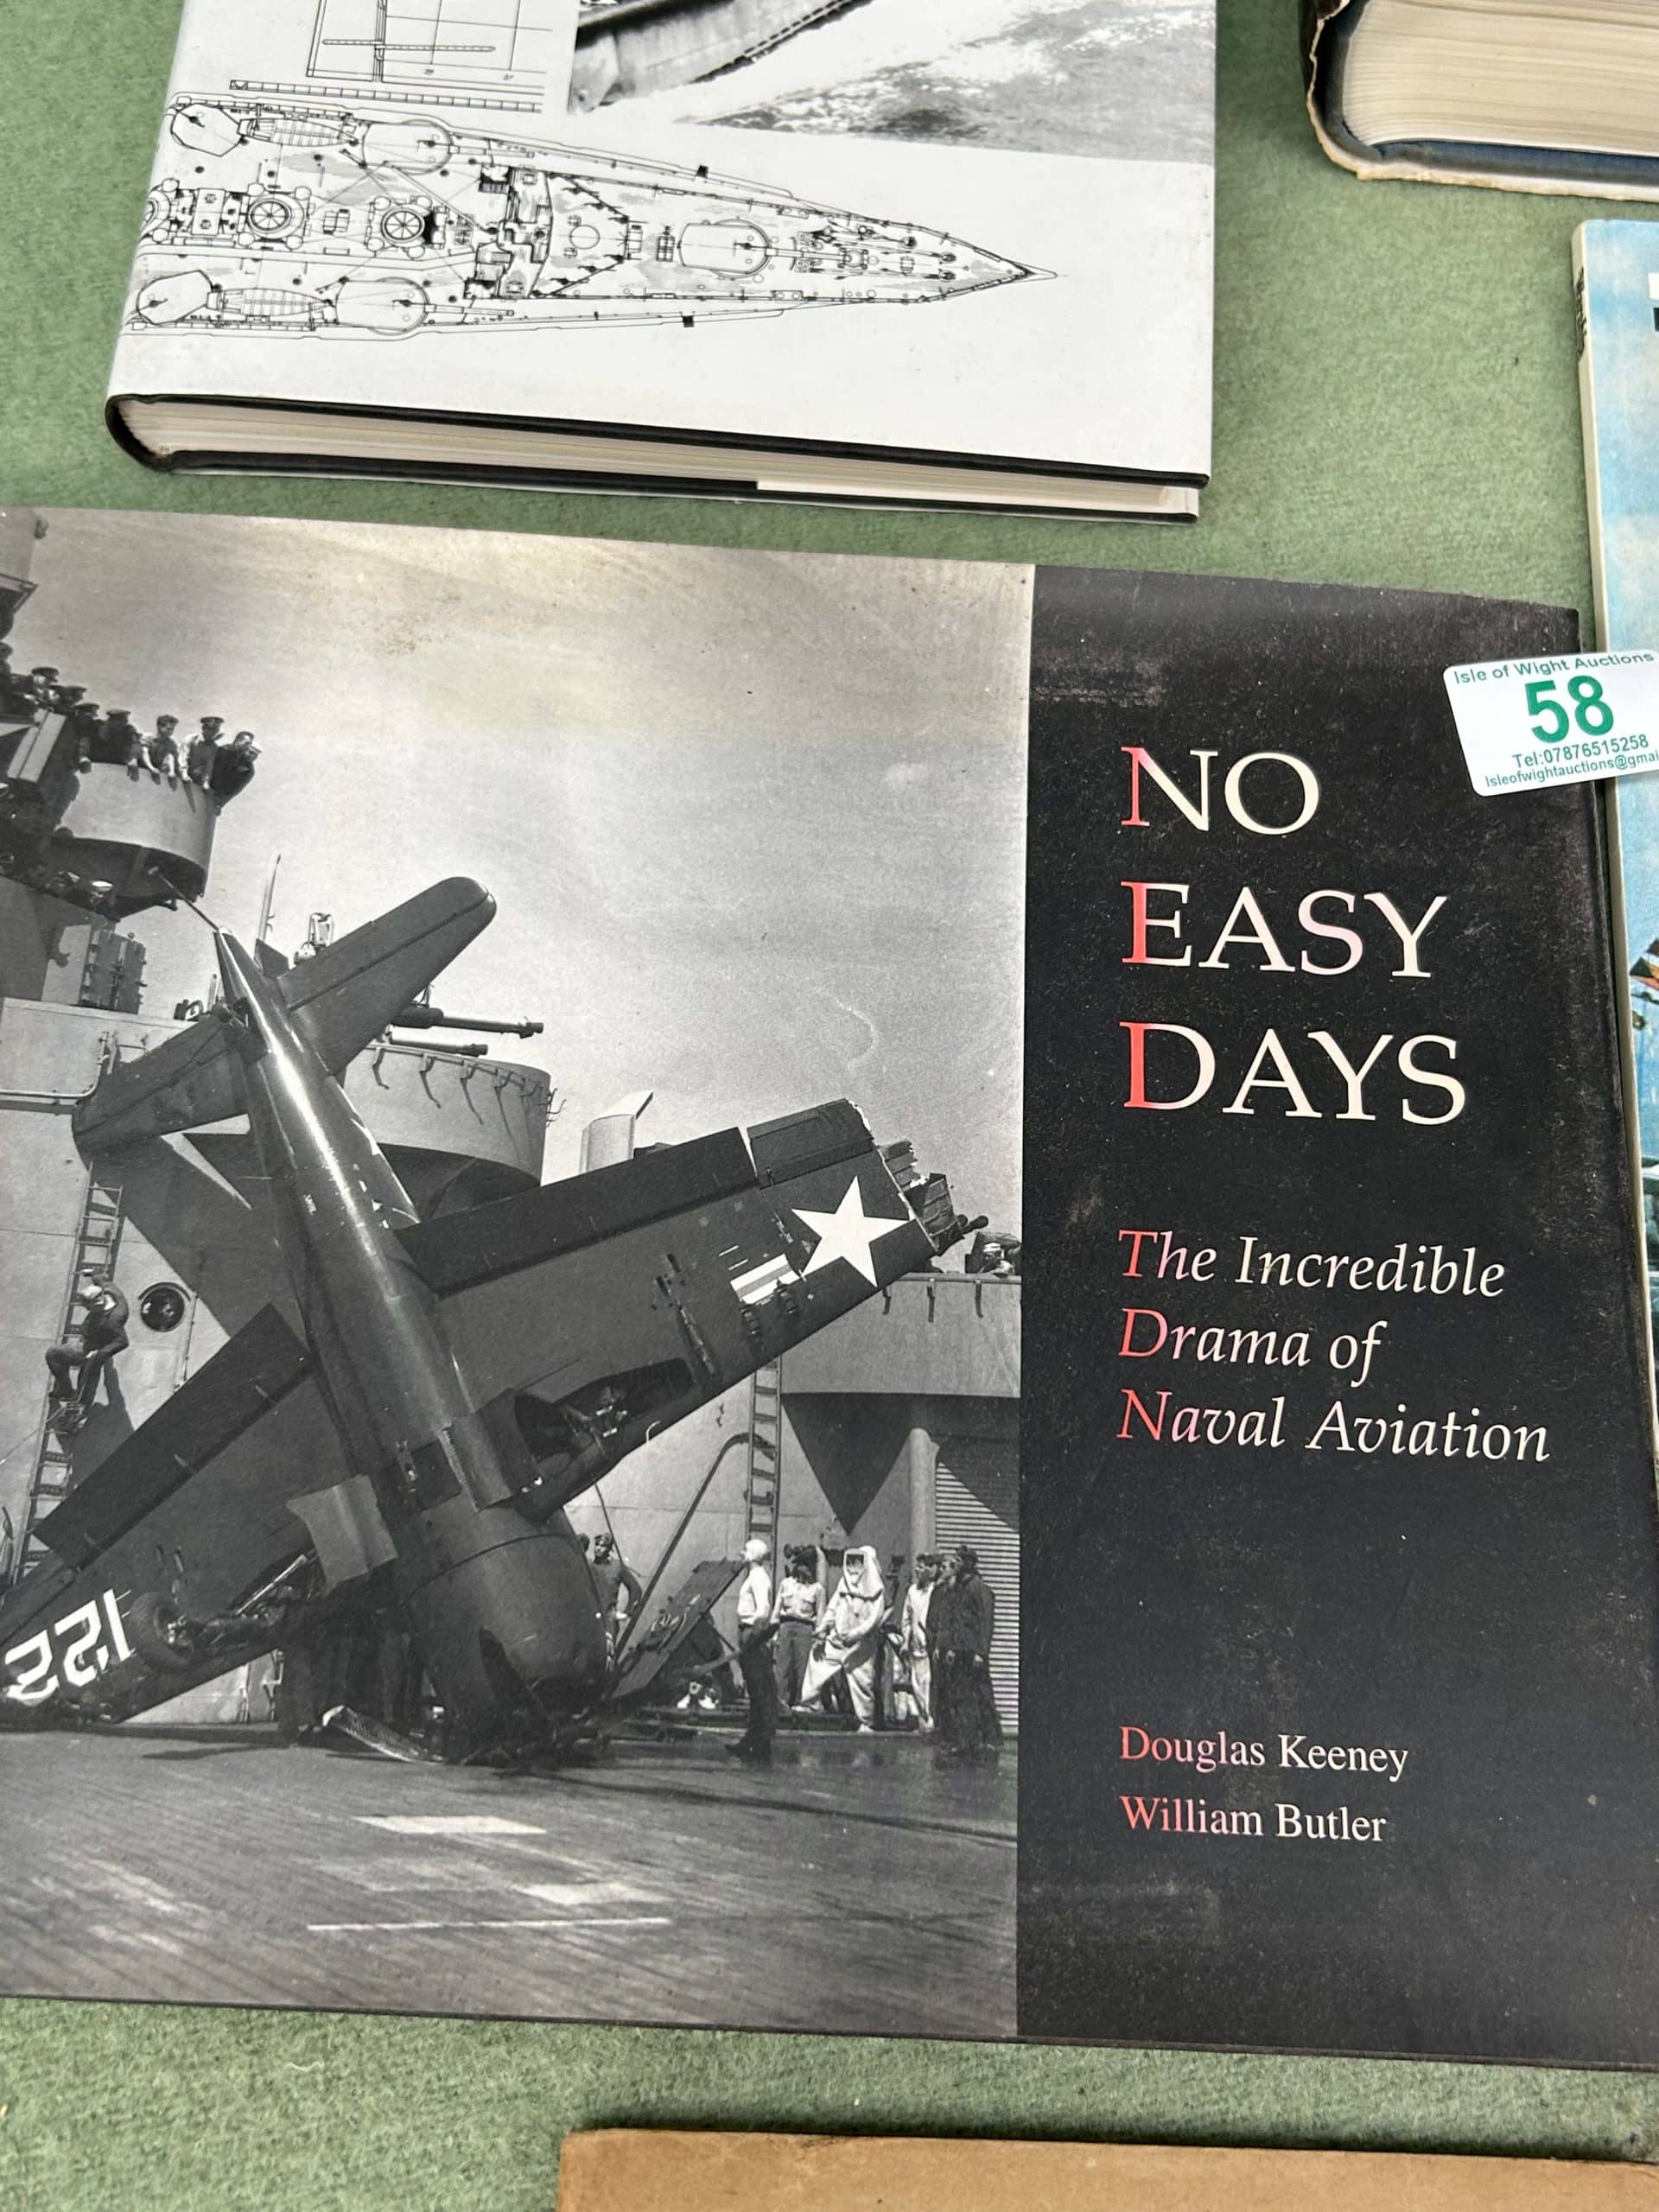 Isle of Wight Auctions
58
Tel:07876515258
Isleofwightauctions@gmai
NO
EASY
DAYS
The Incredible
Drama of
Naval Aviation
Douglas Keeney
William Butler
221